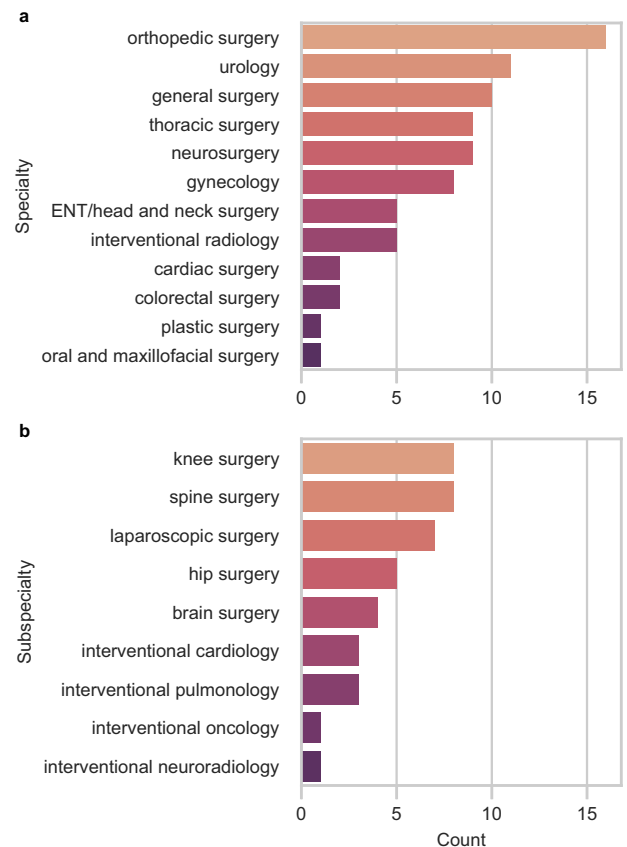 a
Specialty
orthopedic surgery
urology
general surgery
thoracic surgery
neurosurgery
gynecology
ENT/head and neck surgery
interventional radiology
cardiac surgery
colorectal surgery
plastic surgery
oral and maxillofacial surgery
0 5 10 15
b
Subspecialty
knee surgery
spine surgery
laparoscopic surgery
hip surgery
brain surgery
interventional cardiology
interventional pulmonology
interventional oncology
interventional neuroradiology
0 5 10 15
Count